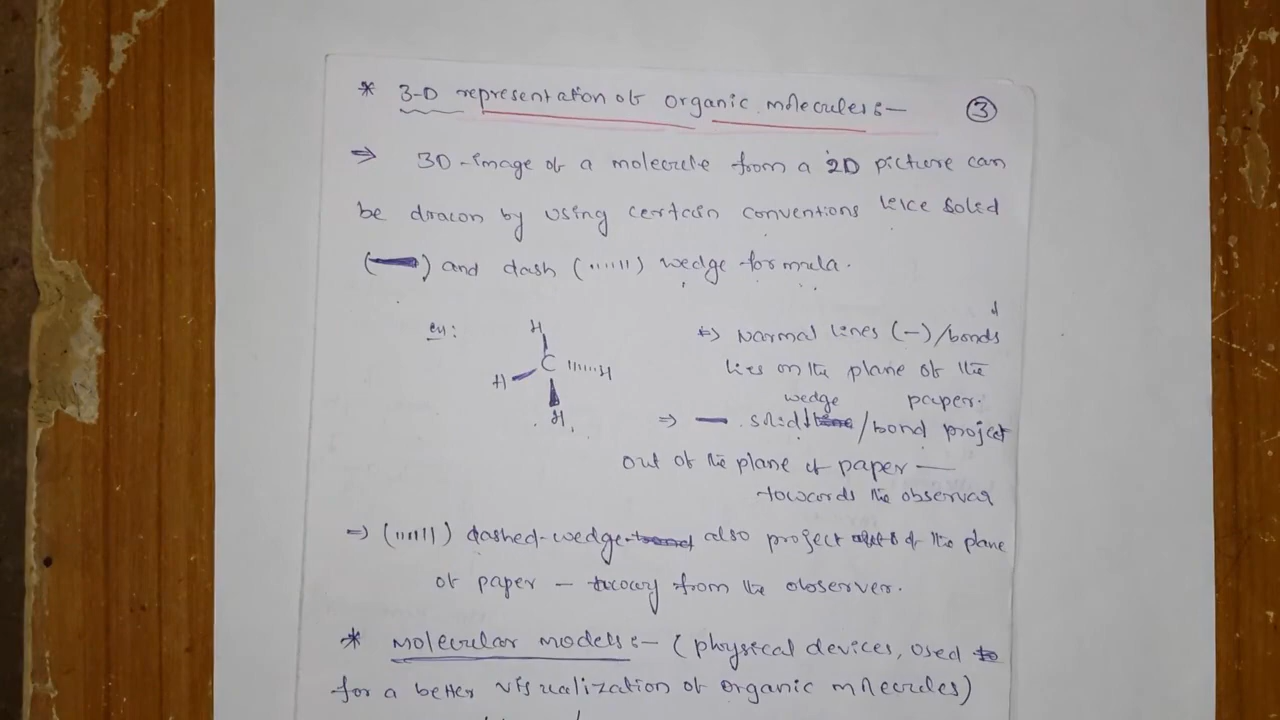 * 3-D representation of organic molecules:- ③
⇒ 3D-image of a molecule from a 2D picture can
be drawn by using certain conventions like solid
( ) and dash (''''''') wedge formula.
ex:
H
C ''''''' H
H
H
⇒ Normal lines (-)/bonds
lies on the plane of the
paper.
wedge
⇒ — solid /bond project
out of the plane of paper —
towards the observar
⇒ (''''''') dashed-wedge also project out of the plane
of paper - away from the observer.
* Molecular models:- (physical devices, used
for a better visualization of organic molecules)